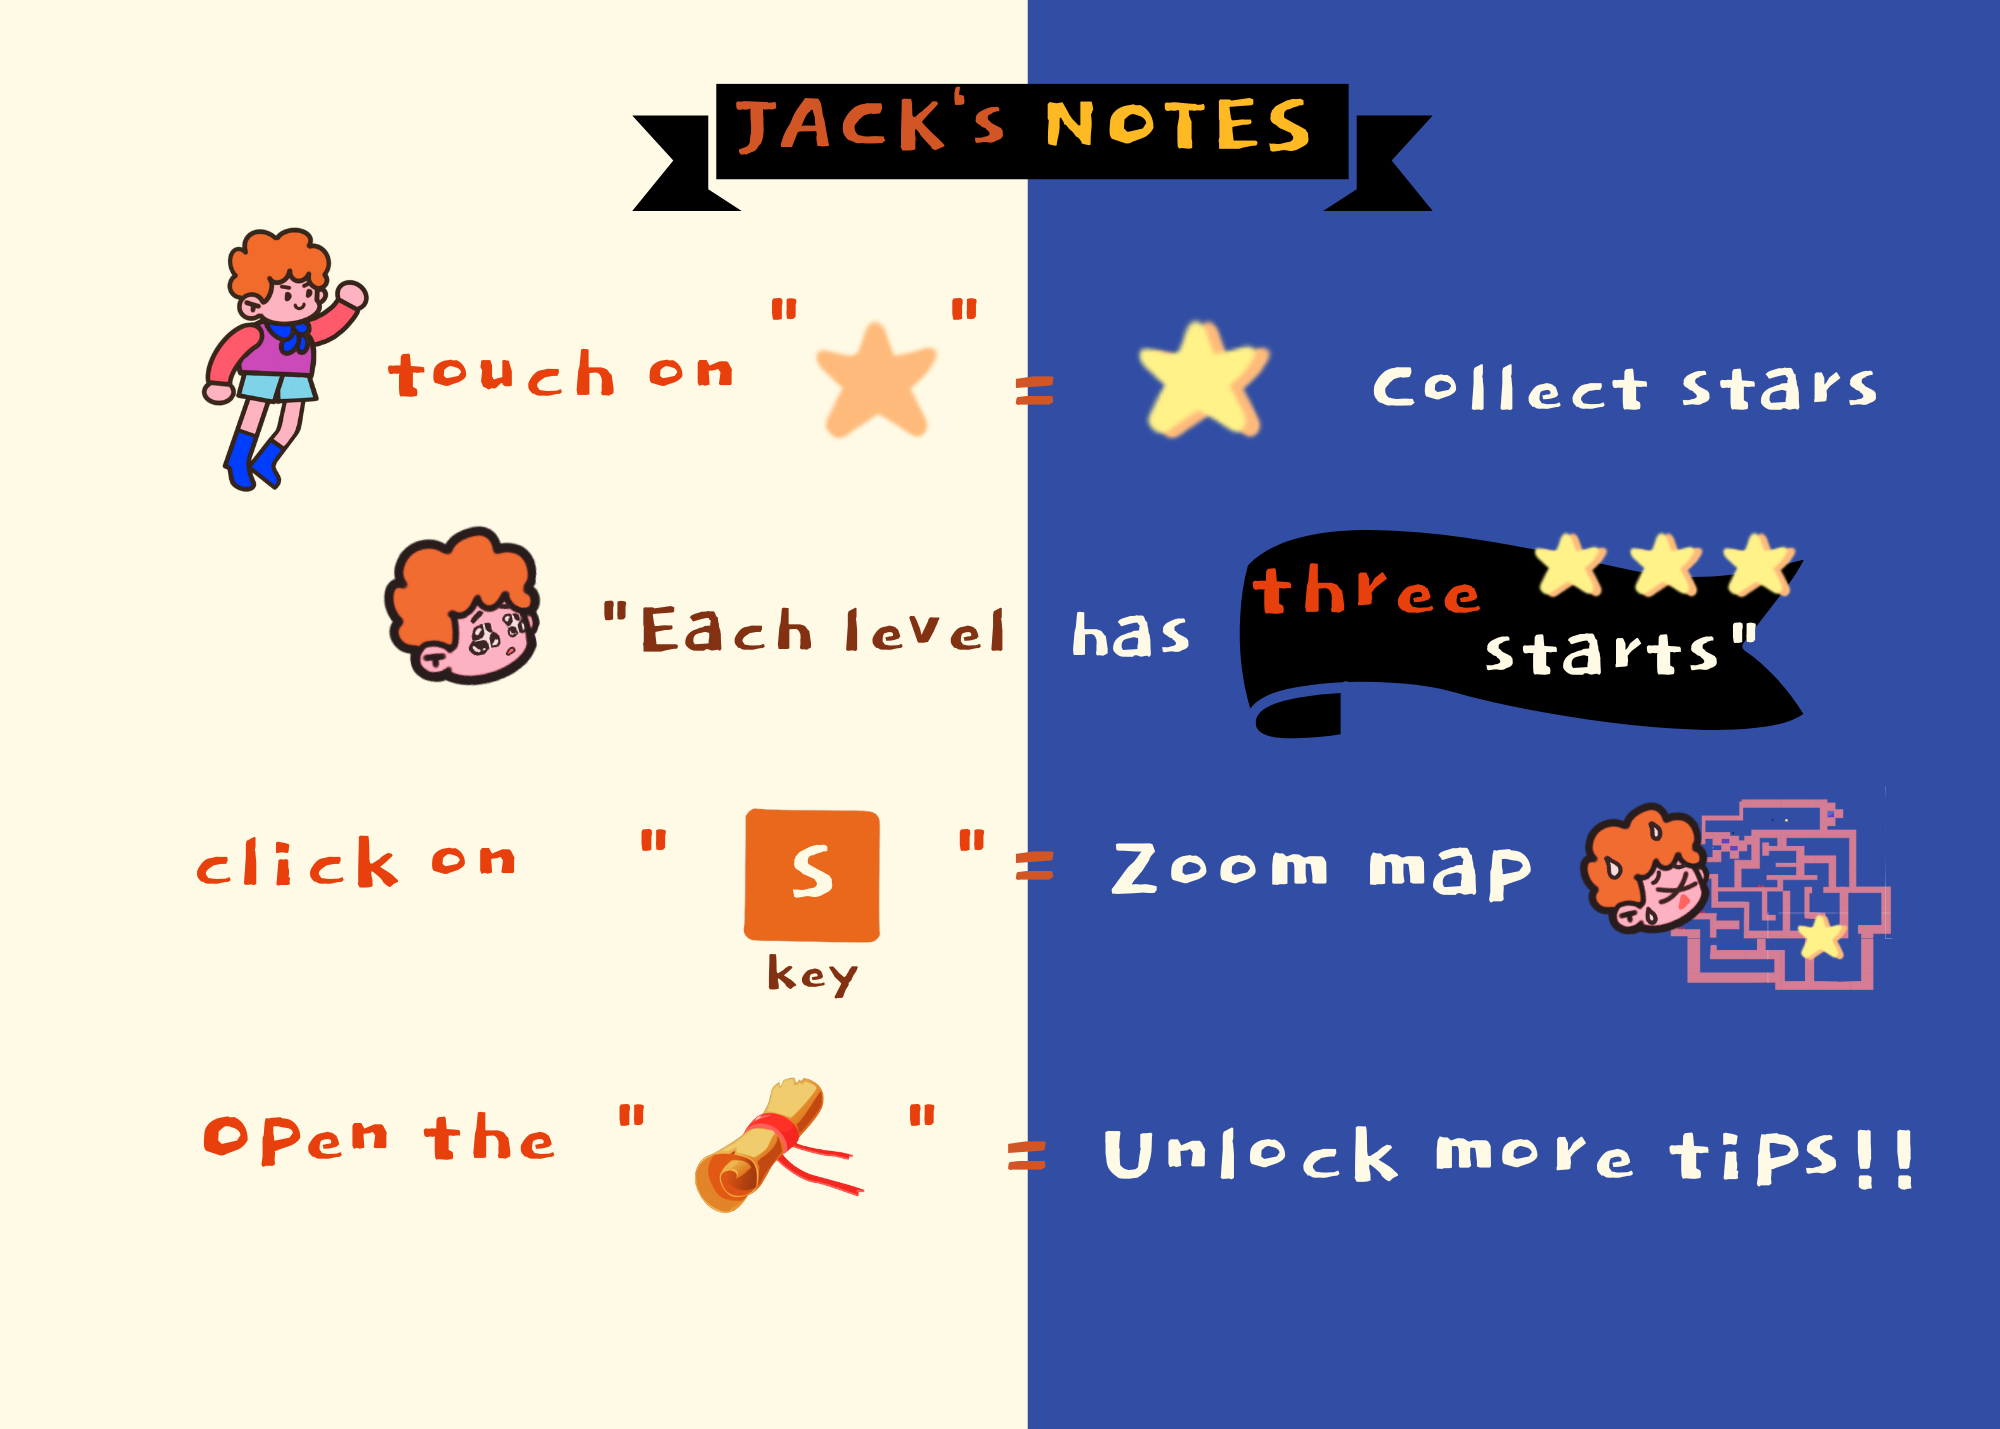 JACK's NOTES
touch on " " = Collect stars
"Each level has three
starts"
click on " S " = Zoom map
key
Open the " " = Unlock more tips!!